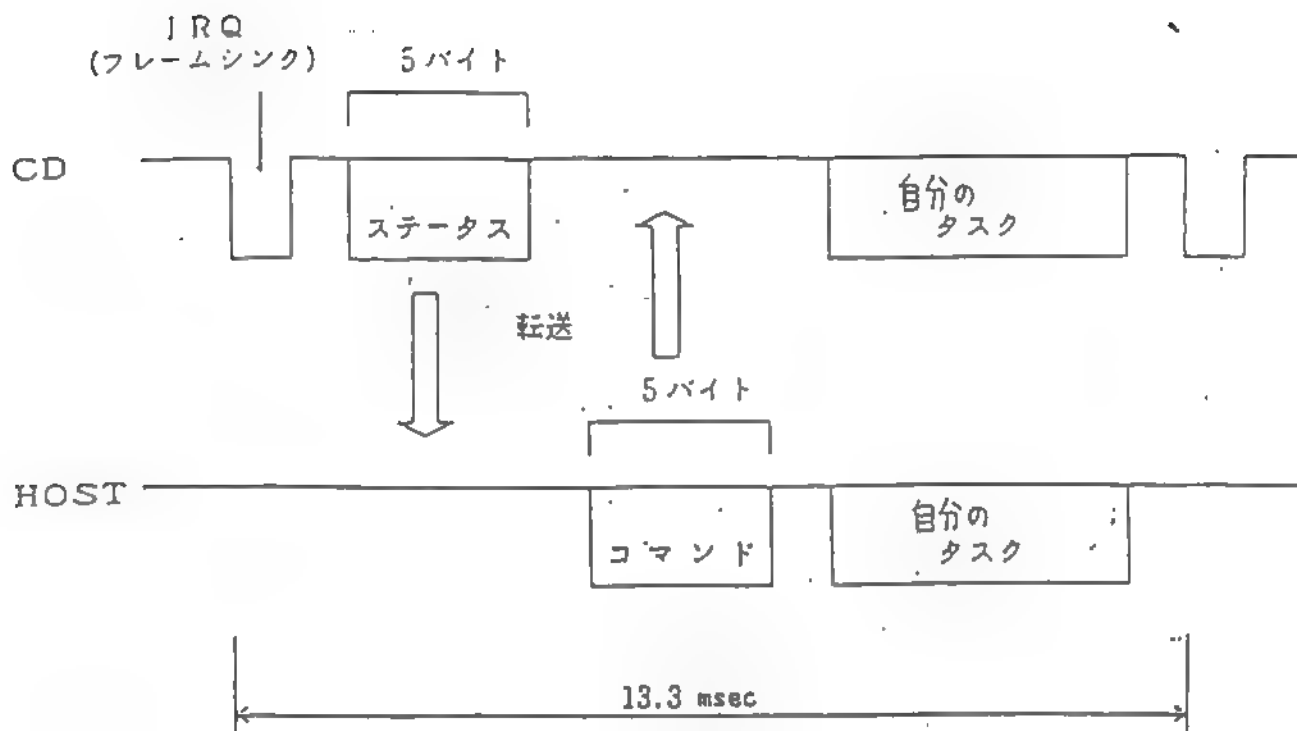 IRQ
(フレームシンク)
5バイト
CD
ステータス
自分の
タスク
転送
5バイト
HOST
コマンド
自分の
タスク
13.3 msec